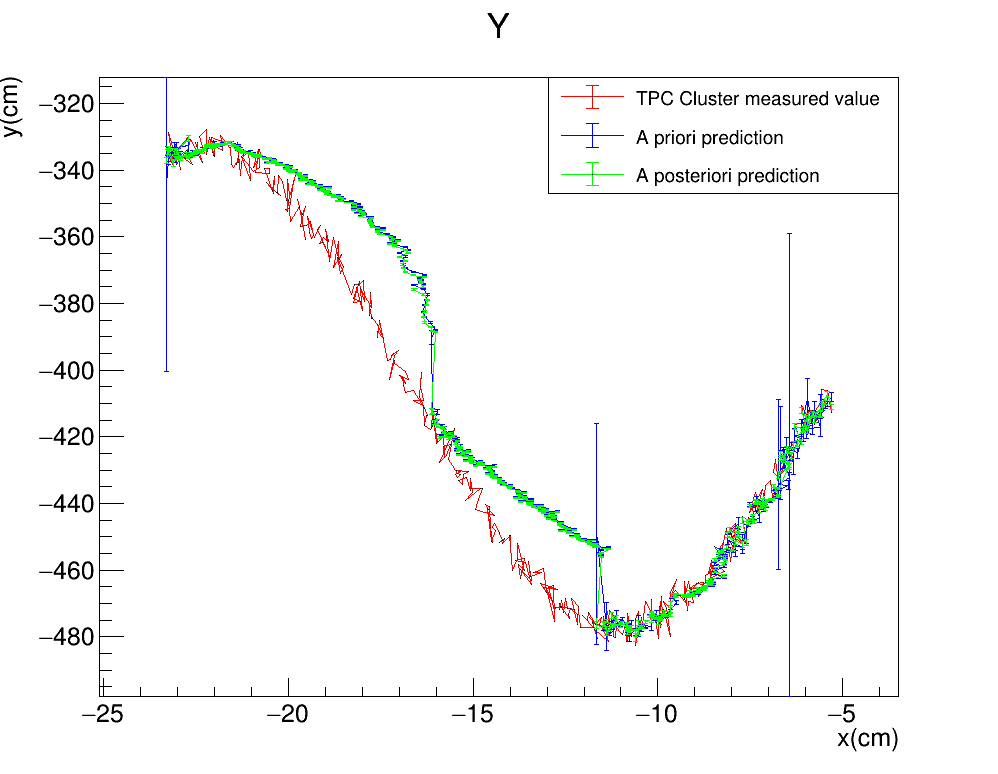 Y
y(cm)
TPC Cluster measured value
A priori prediction
A posteriori prediction
−320
−340
−360
−380
−400
−420
−440
−460
−480
−25 −20 −15 −10 −5
x(cm)